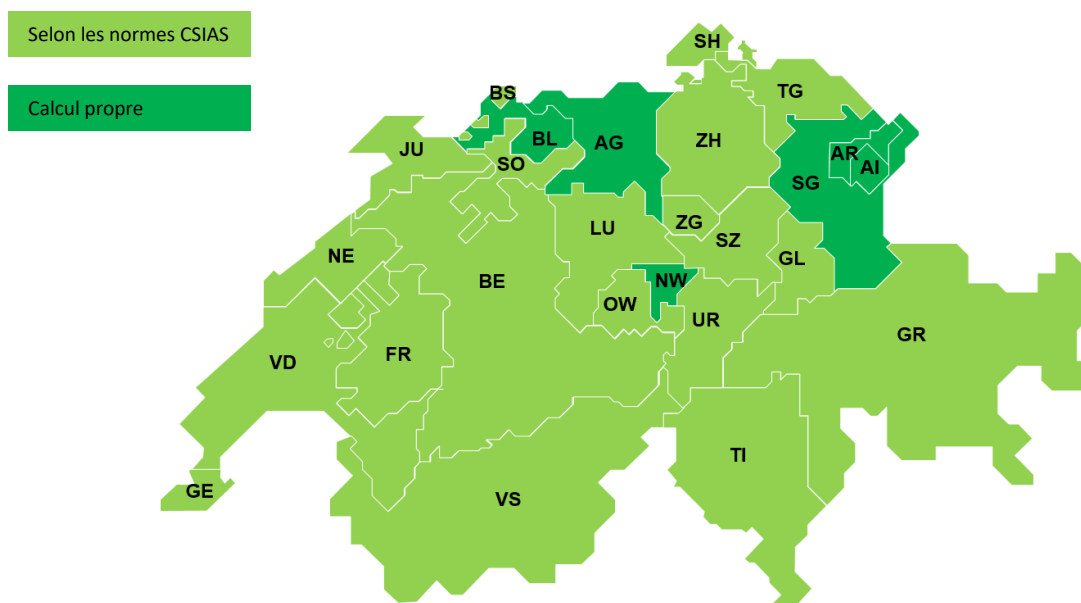 Selon les normes CSIAS
SH
TG
BS
Calcul propre
BL
AG
ZH
JU
AR
SO
AI
SG
ZG
LU
SZ
NE
GL
NW
BE
OW
UR
GR
FR
VD
TI
GE
VS